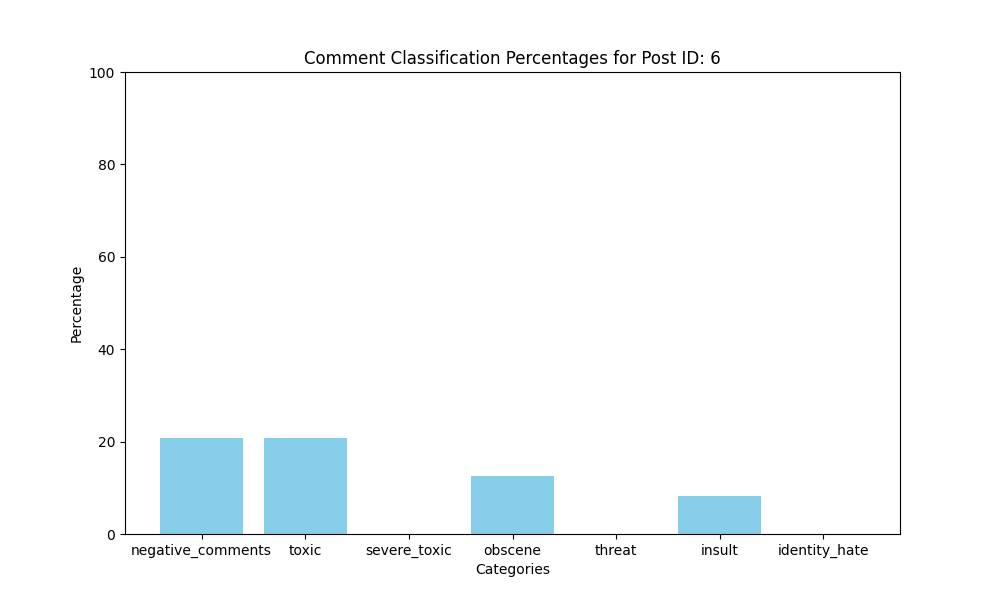 Comment Classification Percentages for Post ID: 6
100
80
60
40
20
0
Percentage
negative_comments toxic severe_toxic obscene threat insult identity_hate
Categories